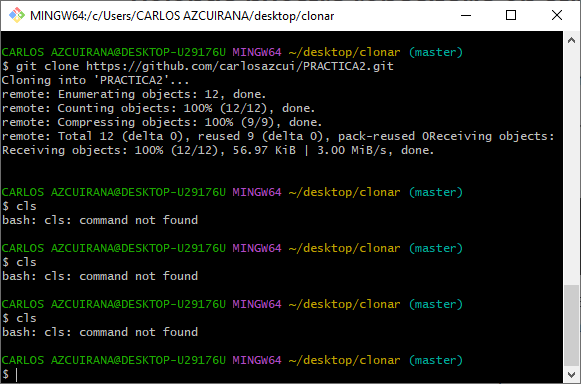 MINGW64:/c/Users/CARLOS AZCUIRANA/desktop/clonar
CARLOS AZCUIRANA@DESKTOP-U29176U MINGW64 ~/desktop/clonar (master)
$ git clone https://github.com/carlosazcui/PRACTICA2.git
Cloning into 'PRACTICA2'...
remote: Enumerating objects: 12, done.
remote: Counting objects: 100% (12/12), done.
remote: Compressing objects: 100% (9/9), done.
remote: Total 12 (delta 0), reused 9 (delta 0), pack-reused 0Receiving objects:
Receiving objects: 100% (12/12), 56.97 KiB | 3.00 MiB/s, done.
CARLOS AZCUIRANA@DESKTOP-U29176U MINGW64 ~/desktop/clonar (master)
$ cls
bash: cls: command not found
CARLOS AZCUIRANA@DESKTOP-U29176U MINGW64 ~/desktop/clonar (master)
$ cls
bash: cls: command not found
CARLOS AZCUIRANA@DESKTOP-U29176U MINGW64 ~/desktop/clonar (master)
$ cls
bash: cls: command not found
CARLOS AZCUIRANA@DESKTOP-U29176U MINGW64 ~/desktop/clonar (master)
$